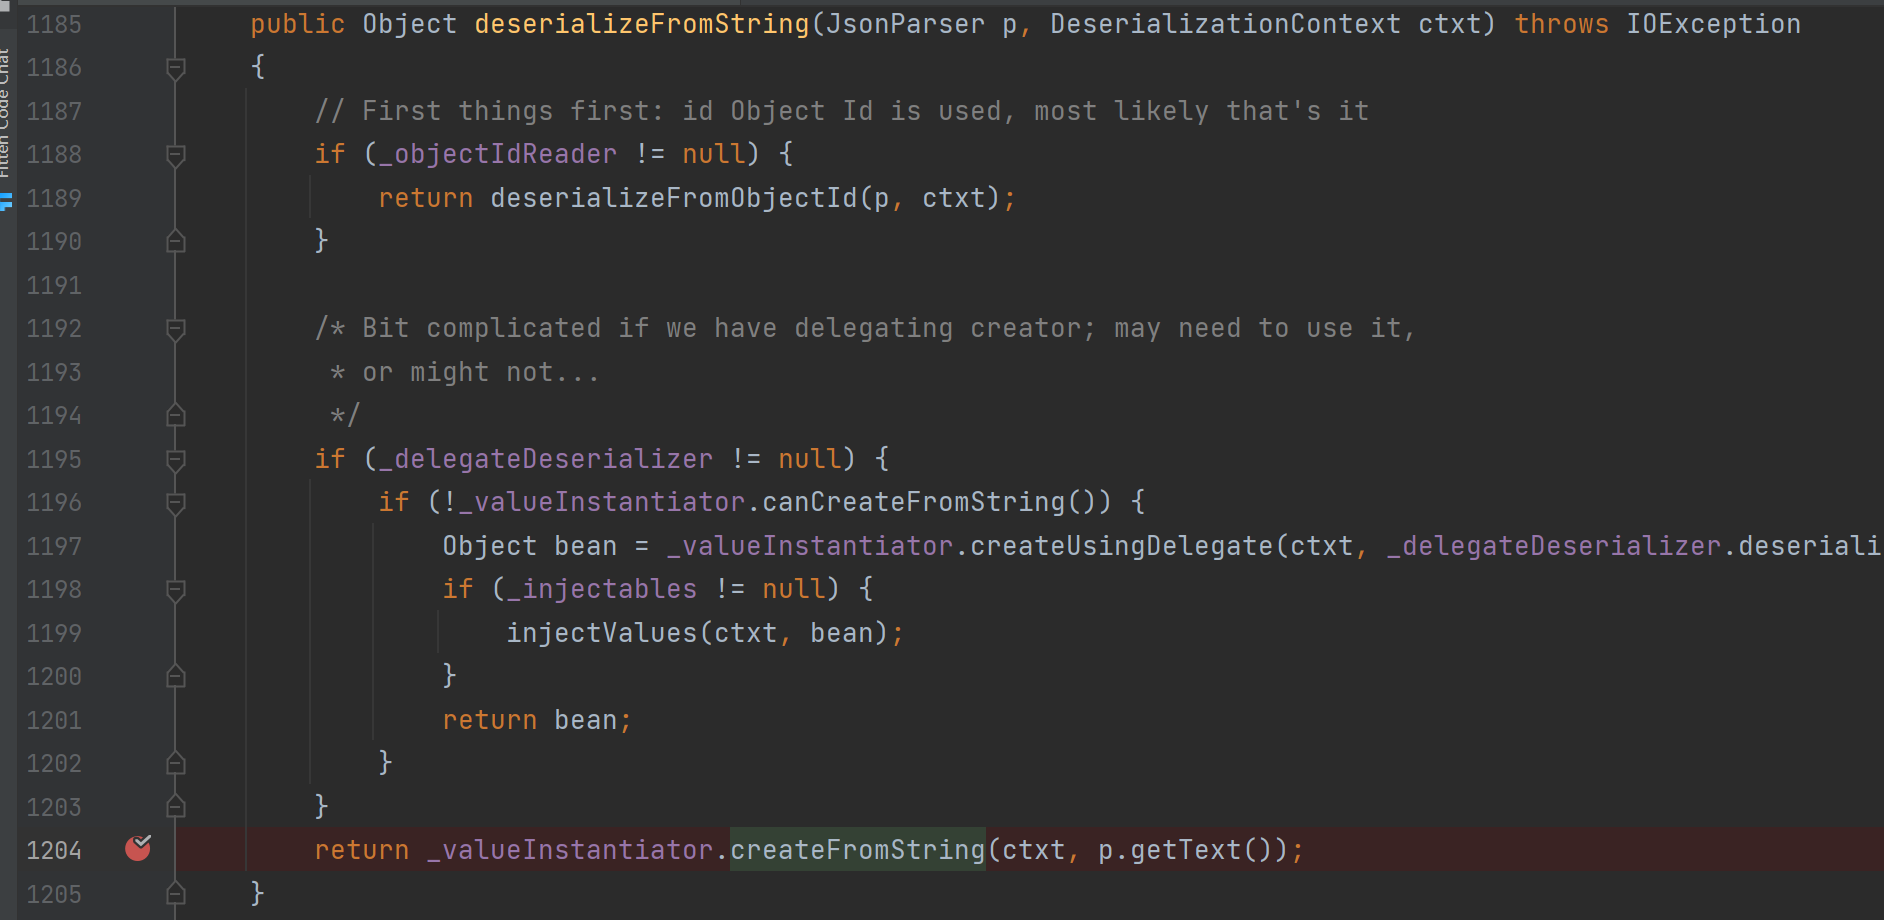 1185 public Object deserializeFromString(JsonParser p, DeserializationContext ctxt) throws IOException
1186 {
1187 // First things first: id Object Id is used, most likely that's it
1188 if (_objectIdReader != null) {
1189 return deserializeFromObjectId(p, ctxt);
1190 }
1191
1192 /* Bit complicated if we have delegating creator; may need to use it,
1193 * or might not...
1194 */
1195 if (_delegateDeserializer != null) {
1196 if (!_valueInstantiator.canCreateFromString()) {
1197 Object bean = _valueInstantiator.createUsingDelegate(ctxt, _delegateDeserializer.deseriali
1198 if (_injectables != null) {
1199 injectValues(ctxt, bean);
1200 }
1201 return bean;
1202 }
1203 }
1204 return _valueInstantiator.createFromString(ctxt, p.getText());
1205 }
Fitten Code Chat